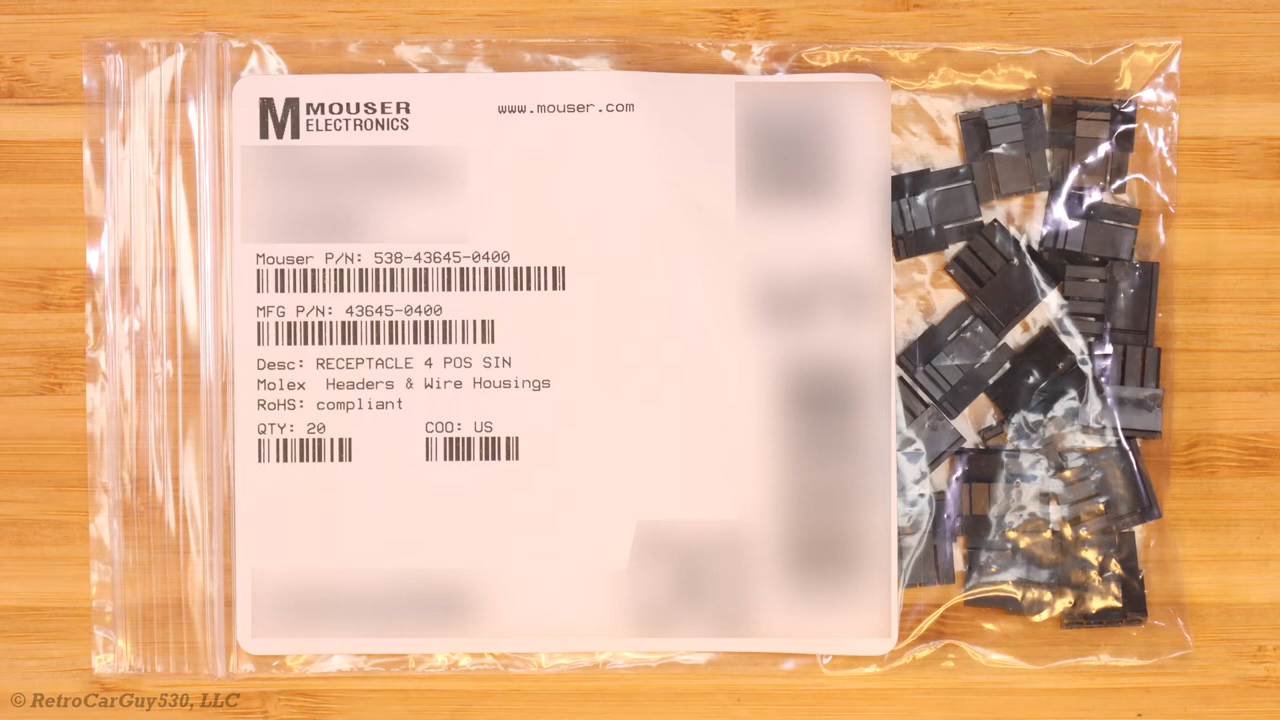 MOUSER
ELECTRONICS
www.mouser.com
Mouser P/N: 538-43645-0400
MFG P/N: 43645-0400
Desc: RECEPTACLE 4 POS SIN
Molex  Headers & Wire Housings
RoHS: compliant
QTY: 20
COO: US
© RetroCarGuy530, LLC